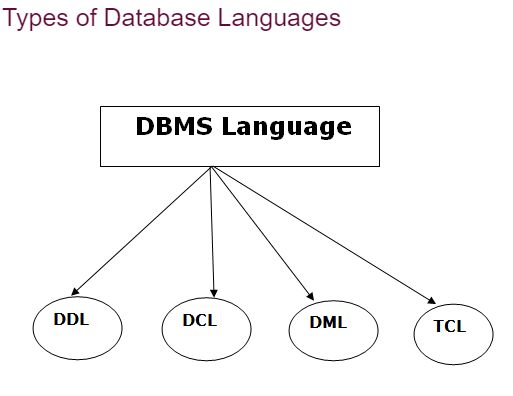 Types of Database Languages
DBMS Language
DDL
DCL
DML
TCL